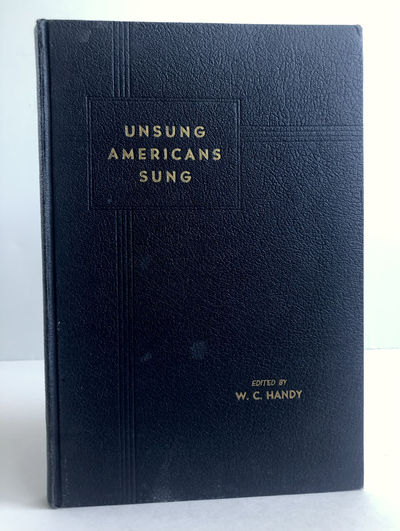 UNSUNG
AMERICANS
SUNG
EDITED BY
W. C. HANDY